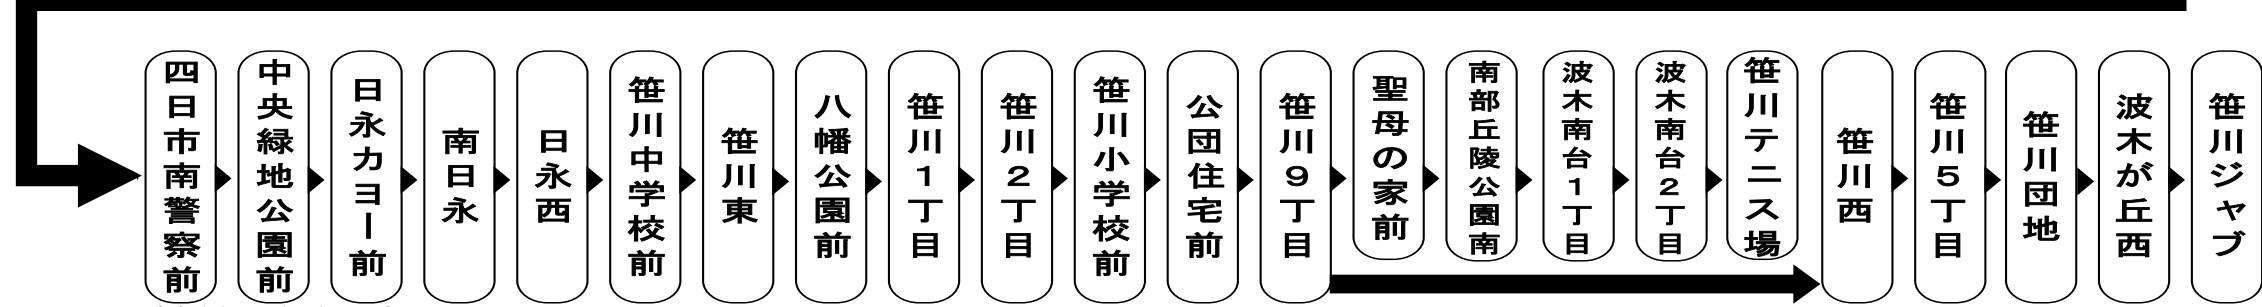 四日市南警察前
中央緑地公園前
日永カヨー前
南日永
日永西
笹川中学校前
笹川東
八幡公園前
笹川1丁目
笹川2丁目
笹川小学校前
公団住宅前
笹川9丁目
聖母の家前
南部丘陵公園南
波木南台1丁目
波木南台2丁目
笹川テニス場
笹川西
笹川5丁目
笹川団地
波木が丘西
笹川ジャブ